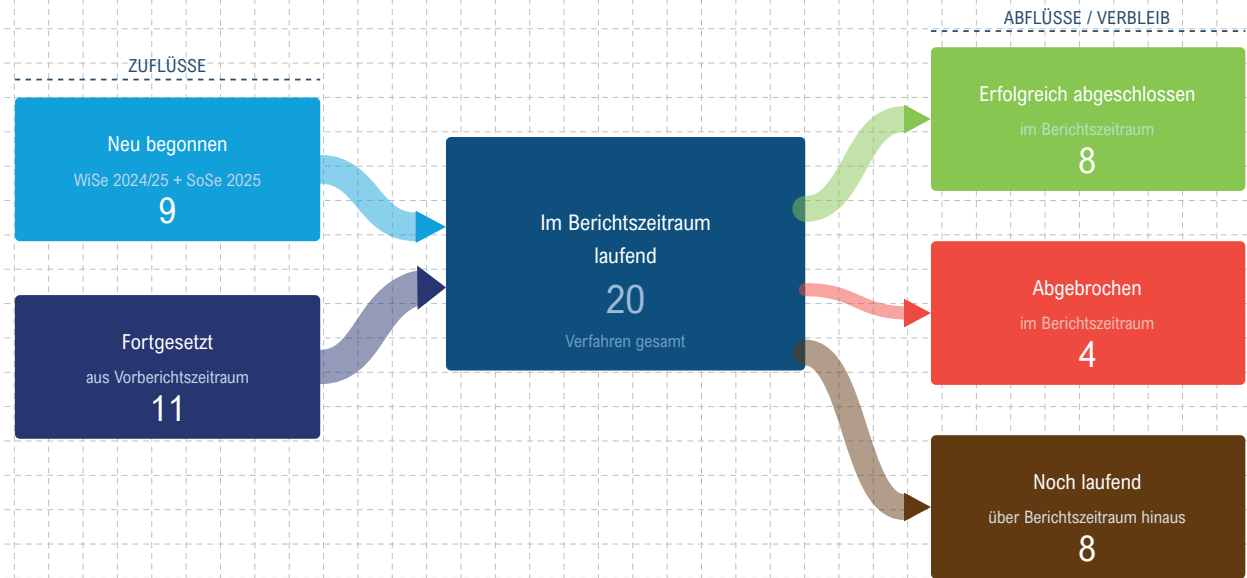 ZUFLÜSSE
Neu begonnen
WiSe 2024/25 + SoSe 2025
9
Fortgesetzt
aus Vorberichtszeitraum
11
Im Berichtszeitraum
laufend
20
Verfahren gesamt
ABFLÜSSE / VERBLEIB
Erfolgreich abgeschlossen
im Berichtszeitraum
8
Abgebrochen
im Berichtszeitraum
4
Noch laufend
über Berichtszeitraum hinaus
8